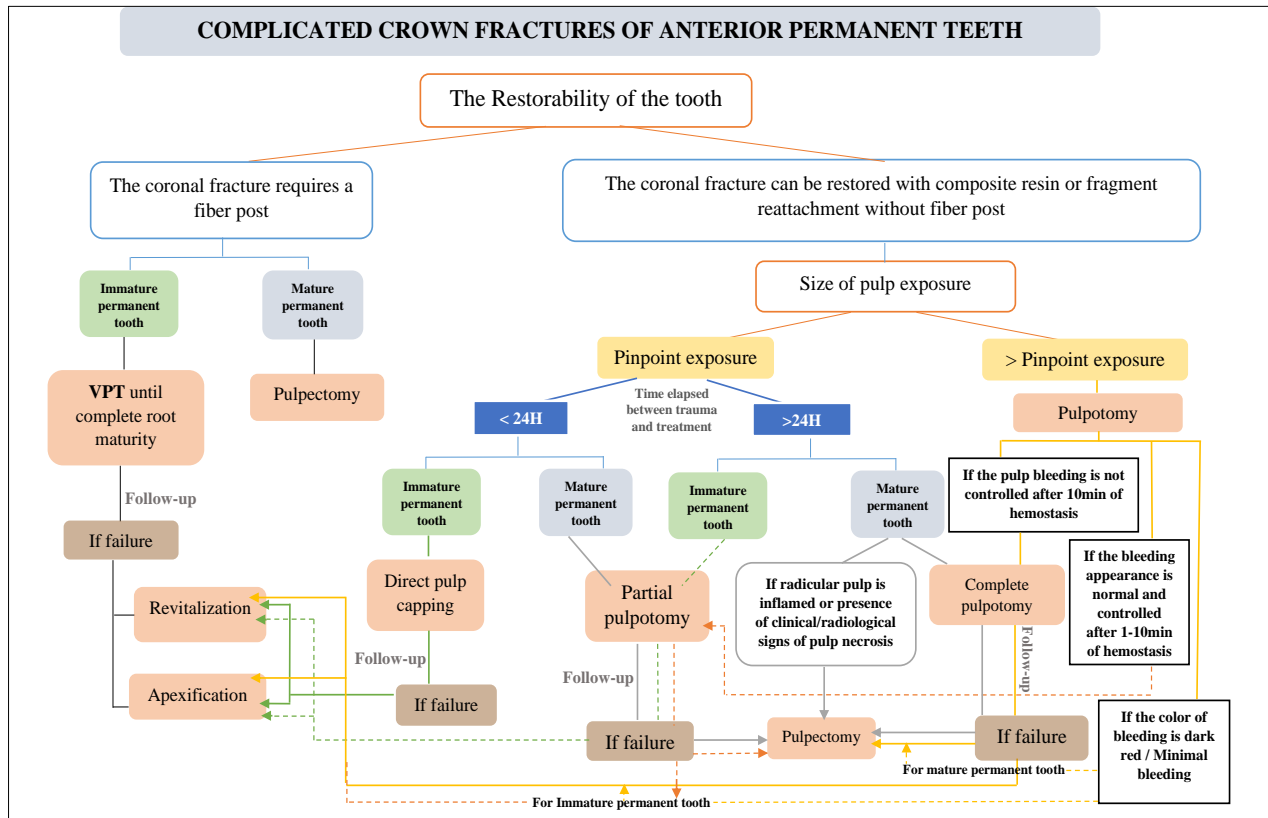 COMPLICATED CROWN FRACTURES OF ANTERIOR PERMANENT TEETH
The Restorability of the tooth
The coronal fracture requires a
fiber post
The coronal fracture can be restored with composite resin or fragment
reattachment without fiber post
Immature
permanent
tooth
Mature
permanent
tooth
Size of pulp exposure
VPT until
complete root
maturity
Pulpectomy
Pinpoint exposure
> Pinpoint exposure
Time elapsed
between trauma
and treatment
< 24H
>24H
Pulpotomy
Follow-up
If failure
Immature
permanent
tooth
Mature
permanent
tooth
Immature
permanent
tooth
Mature
permanent
tooth
If the pulp bleeding is not
controlled after 10min of
hemostasis
If the bleeding
appearance is
normal and
controlled
after 1-10min
of hemostasis
Revitalization
Apexification
Direct pulp
capping
Partial
pulpotomy
If radicular pulp is
inflamed or presence
of clinical/radiological
signs of pulp necrosis
Complete
pulpotomy
Follow-up
Follow-up
Follow-up
If failure
If failure
Pulpectomy
If failure
If the color of
bleeding is dark
red / Minimal
bleeding
For mature permanent tooth
For Immature permanent tooth